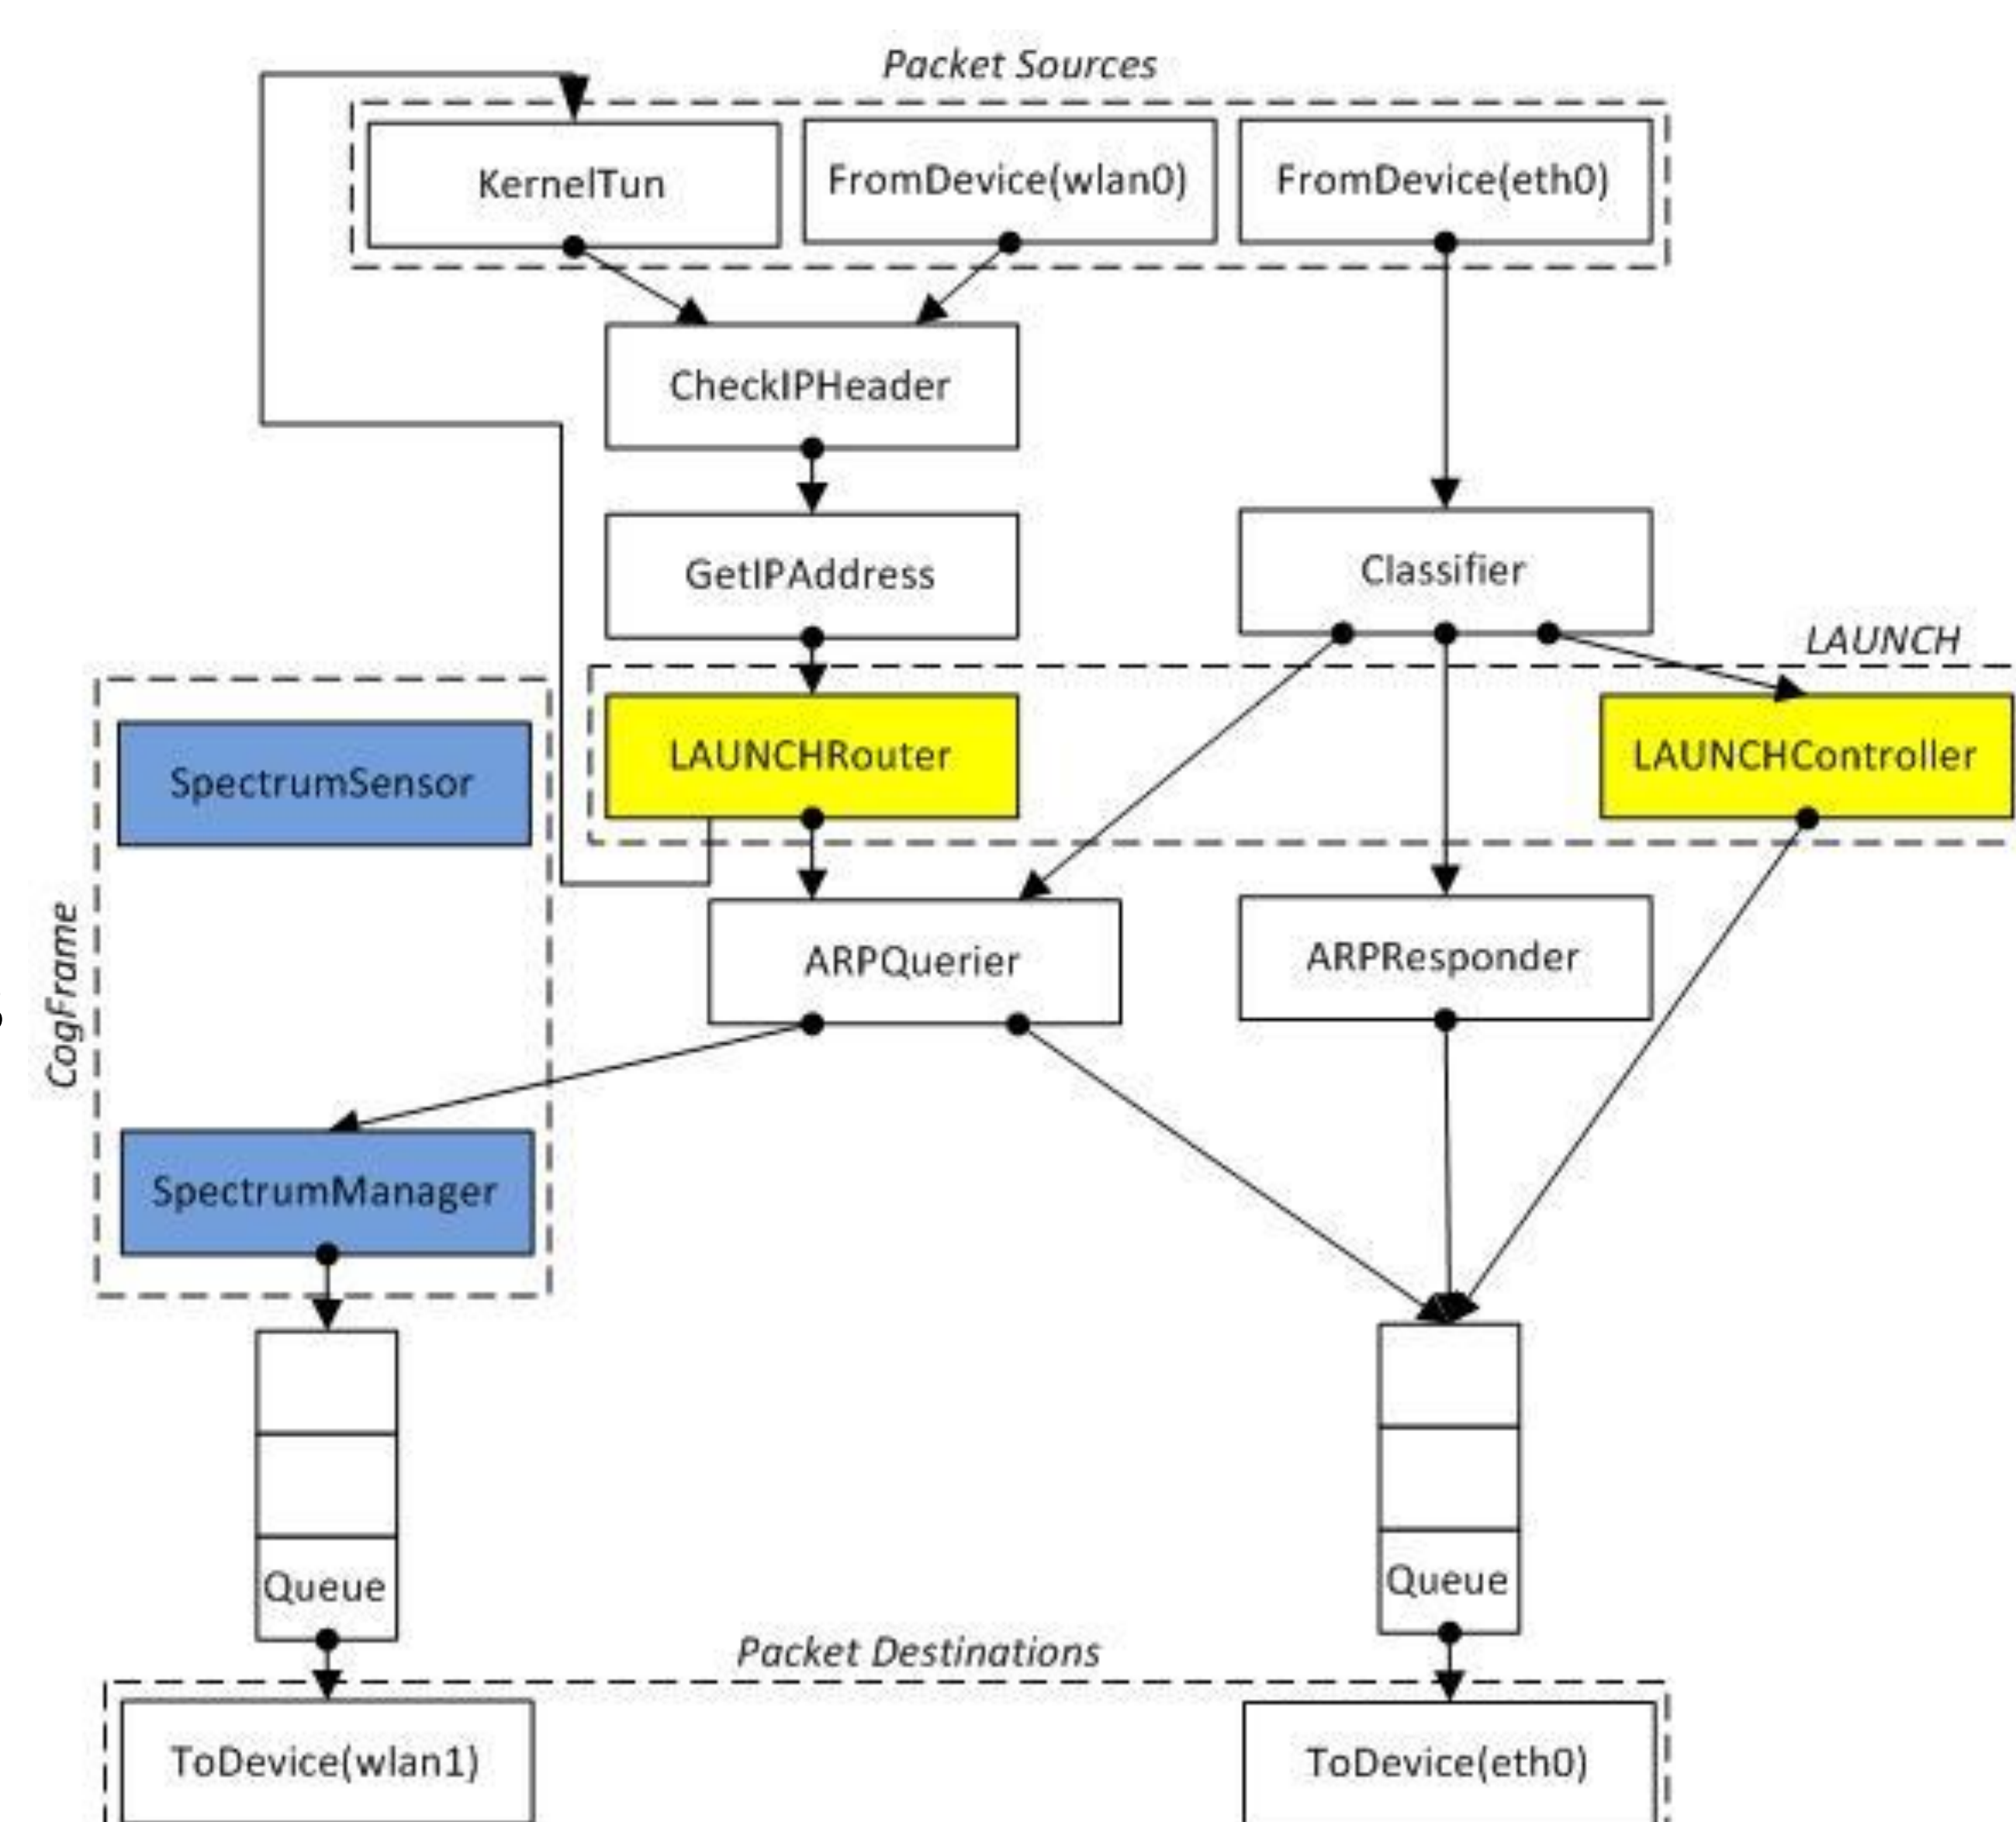 Packet Sources
KernelTun
FromDevice(wlan0)
FromDevice(eth0)
CheckIPHeader
GetIPAddress
Classifier
LAUNCH
LAUNCHRouter
LAUNCHController
SpectrumSensor
CogFrame
ARPQuerier
ARPResponder
SpectrumManager
Queue
Queue
Packet Destinations
ToDevice(wlan1)
ToDevice(eth0)